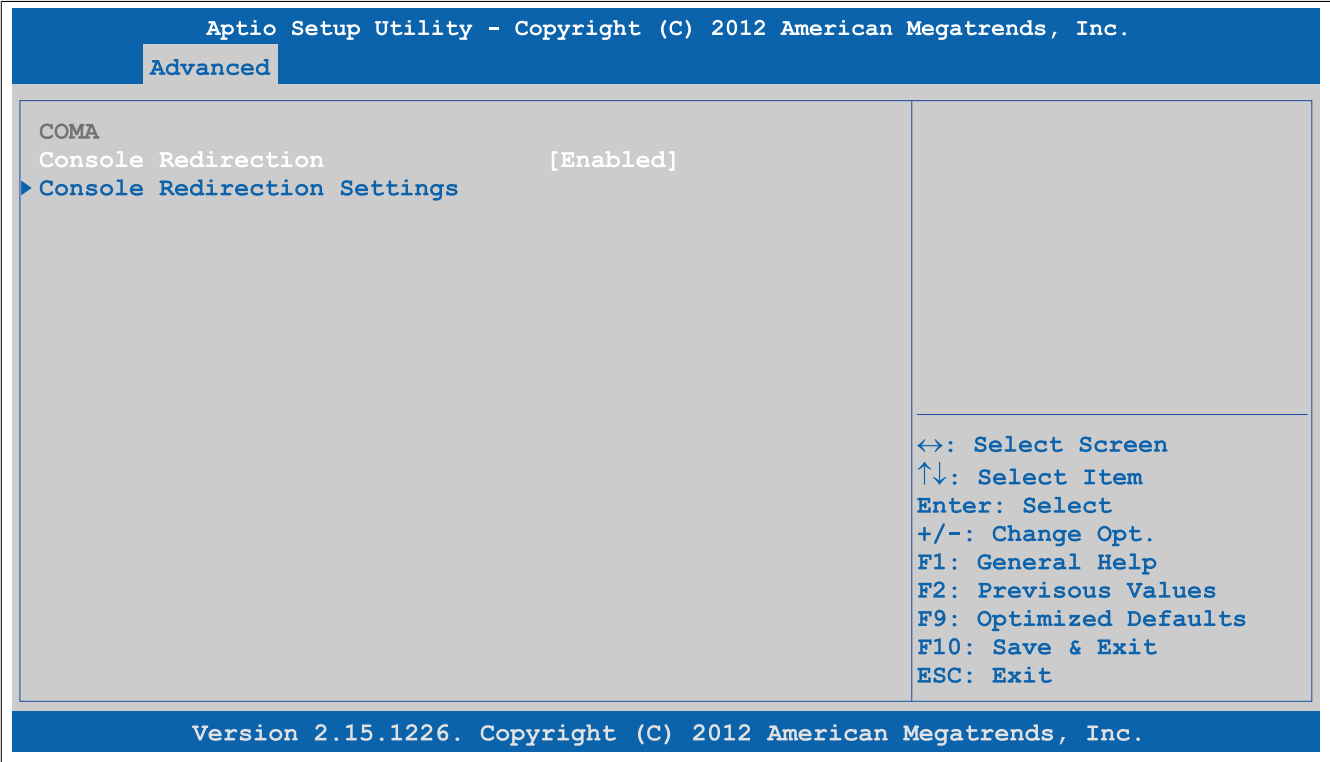 Aptio Setup Utility - Copyright (C) 2012 American Megatrends, Inc.
Advanced
COMA
Console Redirection [Enabled]
Console Redirection Settings
↔: Select Screen
↑↓: Select Item
Enter: Select
+/-: Change Opt.
F1: General Help
F2: Previsous Values
F9: Optimized Defaults
F10: Save & Exit
ESC: Exit
Version 2.15.1226. Copyright (C) 2012 American Megatrends, Inc.